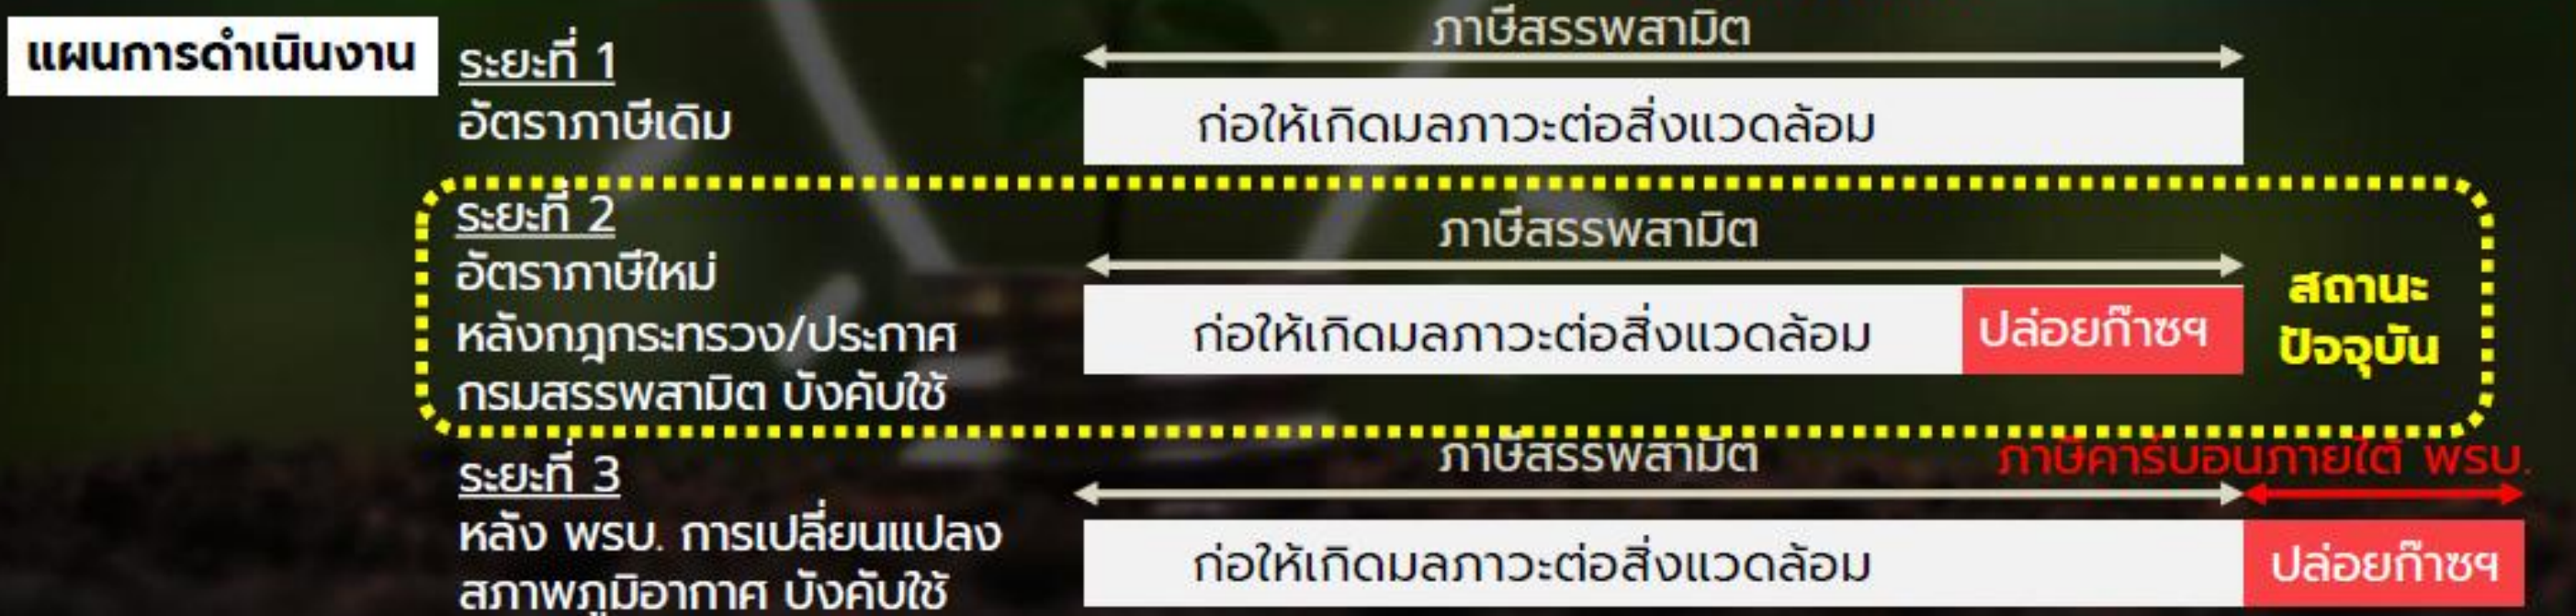 แผนการดำเนินงาน
ระยะที่ 1
อัตราภาษีเดิม
ภาษีสรรพสามิต
ก่อให้เกิดมลภาวะต่อสิ่งแวดล้อม
ระยะที่ 2
อัตราภาษีใหม่
หลังกฎกระทรวง/ประกาศ
กรมสรรพสามิต บังคับใช้
ภาษีสรรพสามิต
ก่อให้เกิดมลภาวะต่อสิ่งแวดล้อม
ปล่อยก๊าซฯ
สถานะ
ปัจจุบัน
ระยะที่ 3
หลัง พรบ. การเปลี่ยนแปลง
สภาพภูมิอากาศ บังคับใช้
ภาษีสรรพสามิต
ภาษีคาร์บอนภายใต้ พรบ.
ก่อให้เกิดมลภาวะต่อสิ่งแวดล้อม
ปล่อยก๊าซฯ